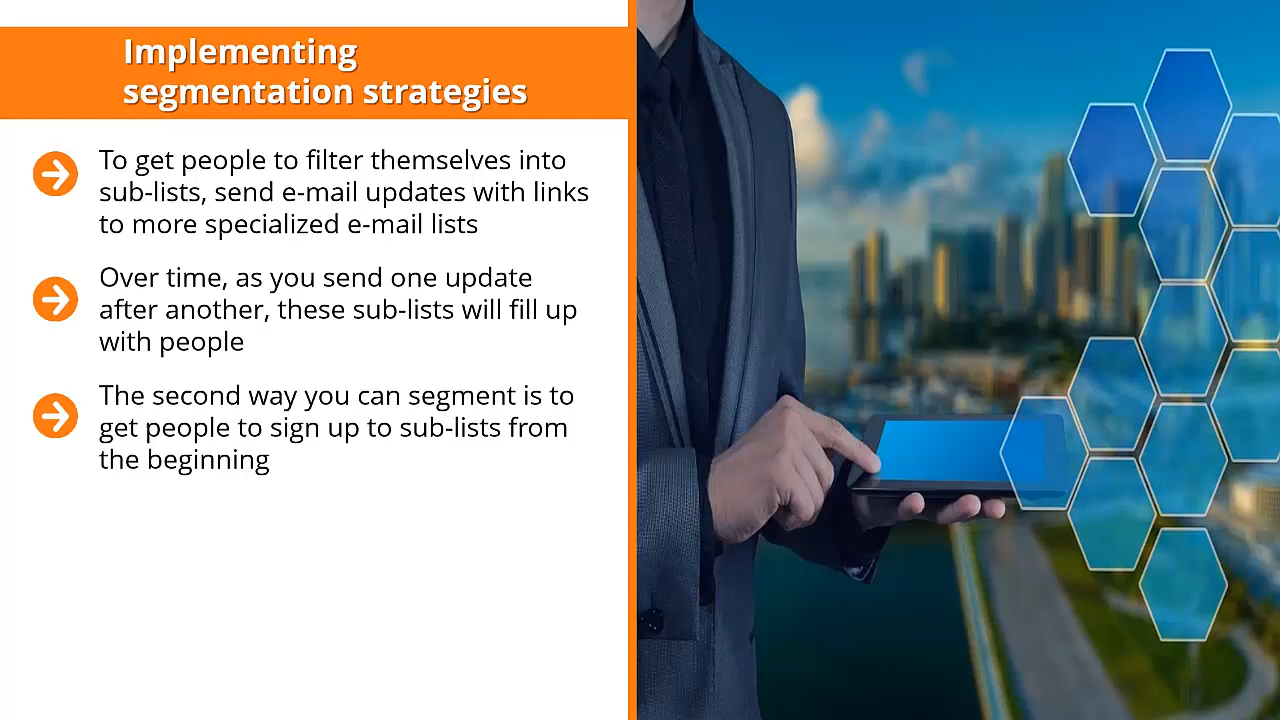 Implementing
segmentation strategies
To get people to filter themselves into
sub-lists, send e-mail updates with links
to more specialized e-mail lists
Over time, as you send one update
after another, these sub-lists will fill up
with people
The second way you can segment is to
get people to sign up to sub-lists from
the beginning